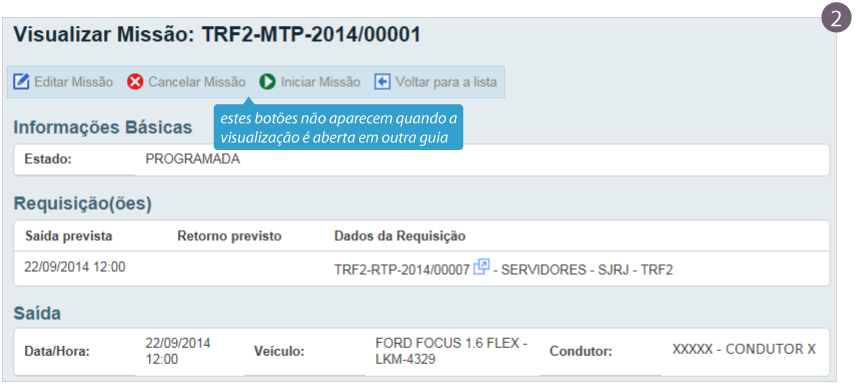 2
Visualizar Missão: TRF2-MTP-2014/00001
Editar Missão Cancelar Missão Iniciar Missão Voltar para a lista
estes botões não aparecem quando a
visualização é aberta em outra guia
Informações Básicas
Estado: PROGRAMADA
Requisição(ões)
Saída prevista Retorno previsto Dados da Requisição
22/09/2014 12:00 TRF2-RTP-2014/00007 - SERVIDORES - SJRJ - TRF2
Saída
Data/Hora: 22/09/2014 12:00 Veículo: FORD FOCUS 1.6 FLEX - LKM-4329 Condutor: XXXXX - CONDUTOR X